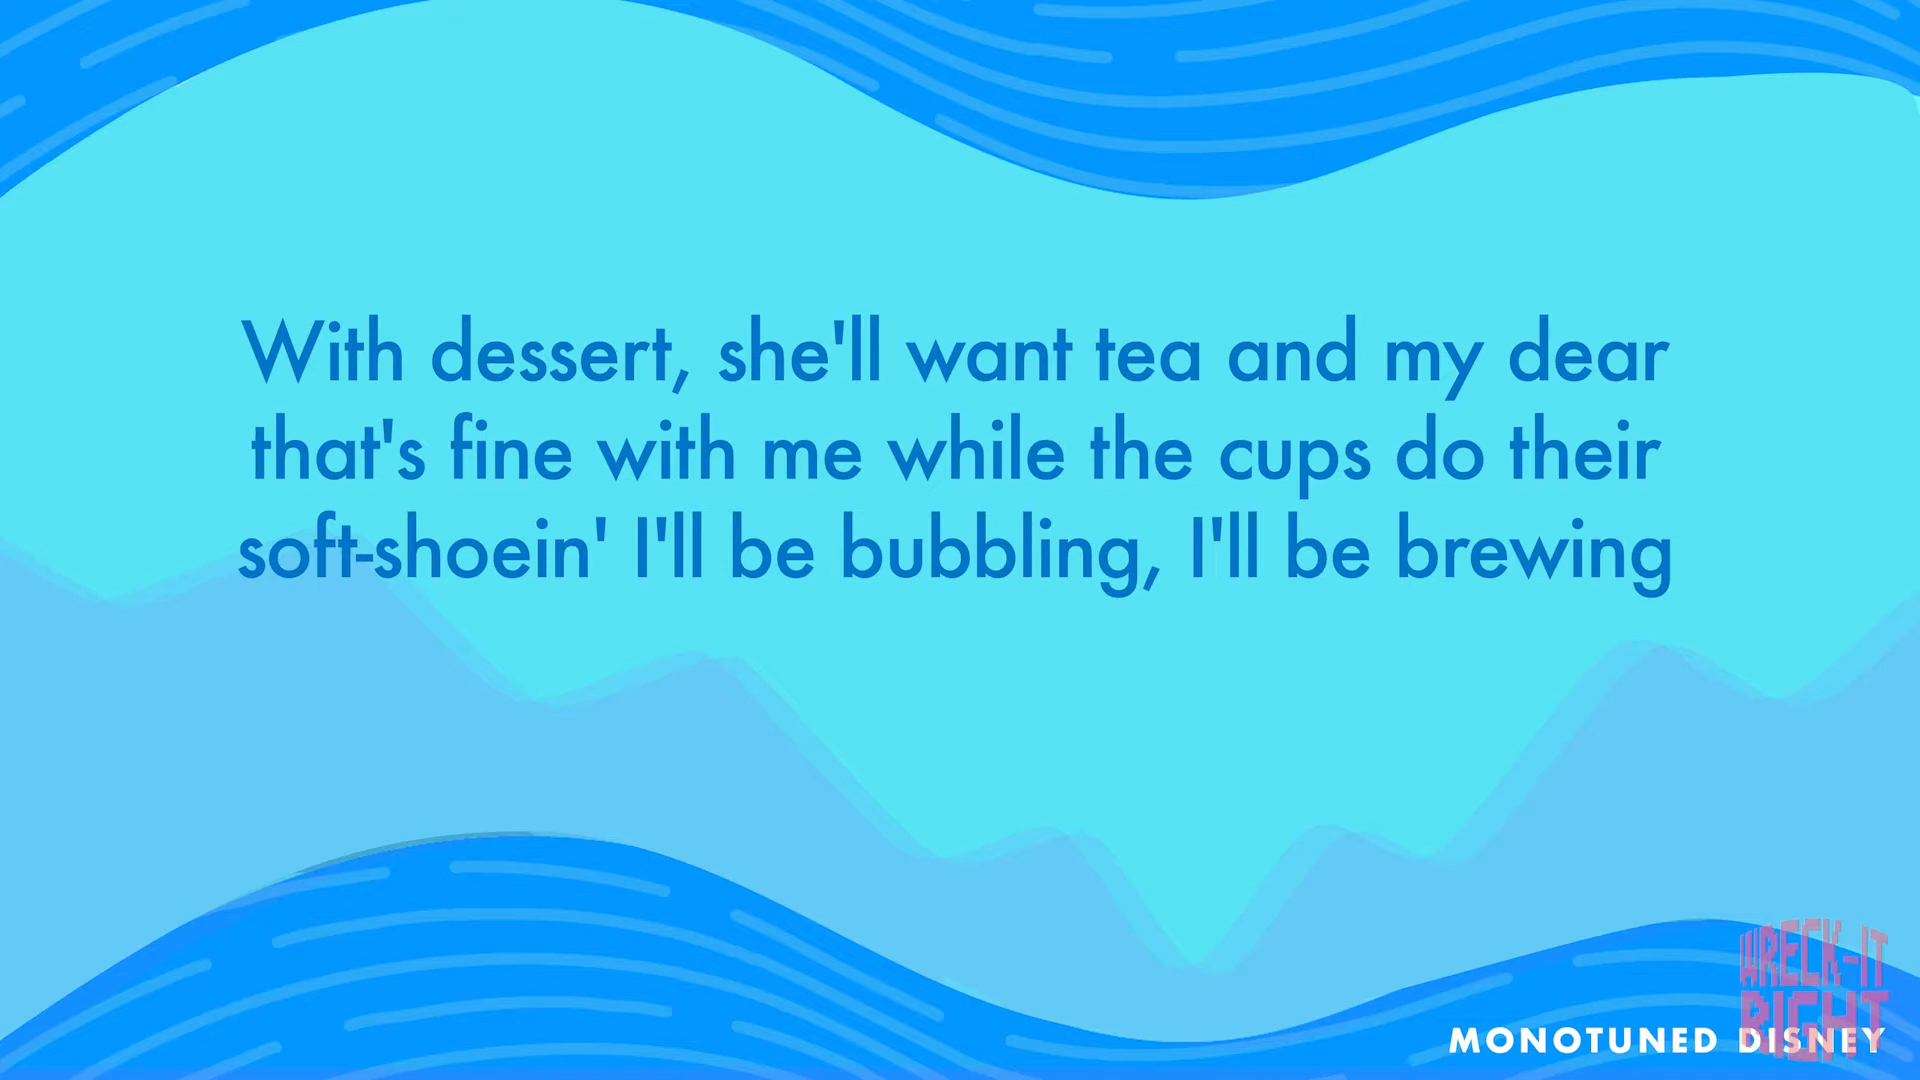 With dessert, she'll want tea and my dear
that's fine with me while the cups do their
soft-shoein' I'll be bubbling, I'll be brewing
WRECK-IT
RIGHT
MONOTUNED DISNEY